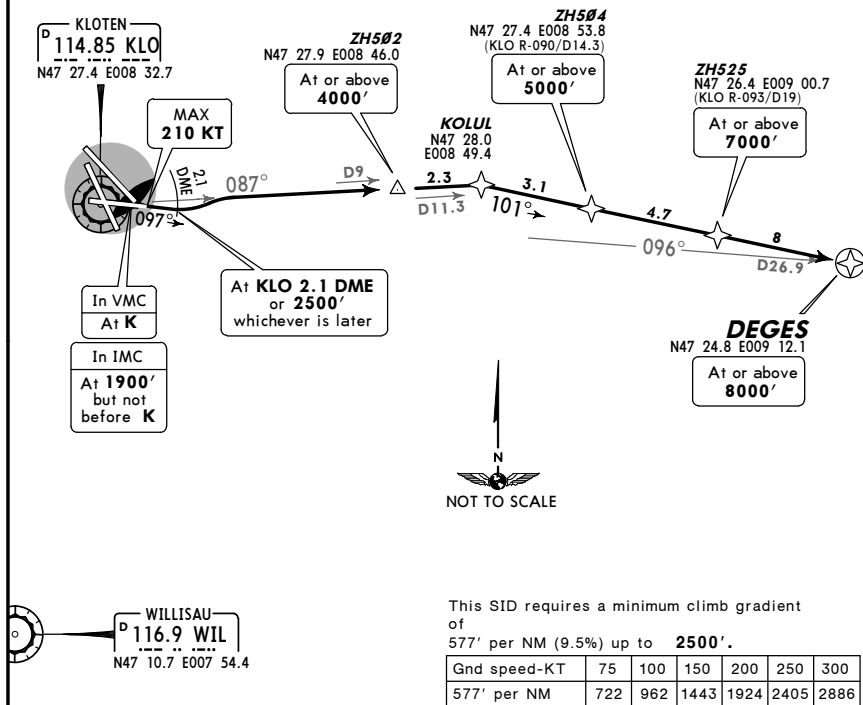 KLOTEN
D 114.85 KLO
N47 27.4 E008 32.7
MAX
210 KT
ZH5Ø2
N47 27.9 E008 46.0
At or above
4000'
ZH5Ø4
N47 27.4 E008 53.8
(KLO R-090/D14.3)
At or above
5000'
KOLUL
N47 28.0
E008 49.4
ZH525
N47 26.4 E009 00.7
(KLO R-093/D19)
At or above
7000'
2.1
DME
087°
097°
D9
2.3
D11.3
101°
3.1
4.7
096°
8
D26.9
DEGES
N47 24.8 E009 12.1
At or above
8000'
In VMC
At K
In IMC
At 1900'
but not
before K
At KLO 2.1 DME
or 2500'
whichever is later
N
NOT TO SCALE
WILLISAU
D 116.9 WIL
N47 10.7 E007 54.4
This SID requires a minimum climb gradient
of
577' per NM (9.5%) up to 2500'.
Gnd speed-KT 75 100 150 200 250 300
577' per NM 722 962 1443 1924 2405 2886